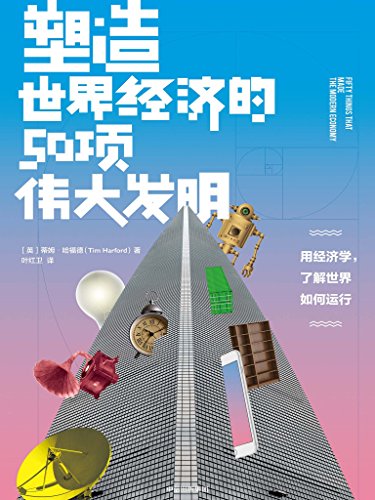 塑造
世界经济的
50项
伟大发明
FIFTY THINGS THAT
MADE
THE MODERN ECONOMY
[英] 蒂姆·哈福德(Tim Harford) 著
叶红卫 译
用经济学,
了解世界
如何运行